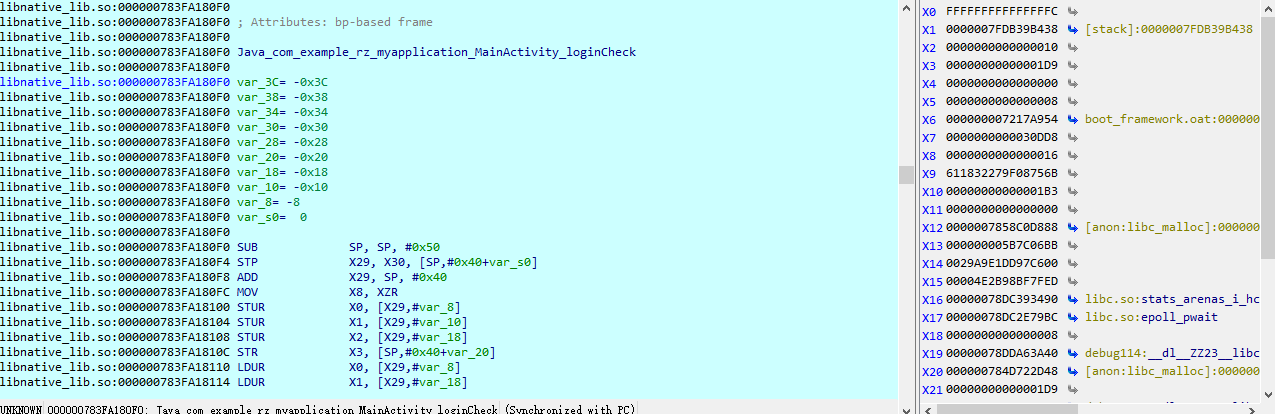 libnative_lib.so:000000783FA180F0
libnative_lib.so:000000783FA180F0 ; Attributes: bp-based frame
libnative_lib.so:000000783FA180F0
libnative_lib.so:000000783FA180F0 Java_com_example_rz_myapplication_MainActivity_loginCheck
libnative_lib.so:000000783FA180F0
libnative_lib.so:000000783FA180F0 var_3C= -0x3C
libnative_lib.so:000000783FA180F0 var_38= -0x38
libnative_lib.so:000000783FA180F0 var_34= -0x34
libnative_lib.so:000000783FA180F0 var_30= -0x30
libnative_lib.so:000000783FA180F0 var_28= -0x28
libnative_lib.so:000000783FA180F0 var_20= -0x20
libnative_lib.so:000000783FA180F0 var_18= -0x18
libnative_lib.so:000000783FA180F0 var_10= -0x10
libnative_lib.so:000000783FA180F0 var_8= -8
libnative_lib.so:000000783FA180F0 var_s0= 0
libnative_lib.so:000000783FA180F0
libnative_lib.so:000000783FA180F0 SUB SP, SP, #0x50
libnative_lib.so:000000783FA180F4 STP X29, X30, [SP,#0x40+var_s0]
libnative_lib.so:000000783FA180F8 ADD X29, SP, #0x40
libnative_lib.so:000000783FA180FC MOV X8, XZR
libnative_lib.so:000000783FA18100 STUR X0, [X29,#var_8]
libnative_lib.so:000000783FA18104 STUR X1, [X29,#var_10]
libnative_lib.so:000000783FA18108 STUR X2, [X29,#var_18]
libnative_lib.so:000000783FA1810C STR X3, [SP,#0x40+var_20]
libnative_lib.so:000000783FA18110 LDUR X0, [X29,#var_8]
libnative_lib.so:000000783FA18114 LDUR X1, [X29,#var_18]
UNKNOWN 000000783FA180F0: Java_com_example_rz_myapplication_MainActivity_loginCheck (Synchronized with PC)
X0 FFFFFFFFFFFFFFFC
X1 0000007FDB39B438 [stack]:0000007FDB39B438
X2 0000000000000010
X3 00000000000001D9
X4 0000000000000000
X5 0000000000000008
X6 000000007217A954 boot_framework.oat:000000
X7 0000000000030DD8
X8 0000000000000016
X9 611832279F08756B
X10 00000000000001B3
X11 0000000000000000
X12 0000007858C0D888 [anon:libc_malloc]:000000
X13 000000005B7C06BB
X14 0029A9E1DD97C600
X15 00004E2B98BF7FED
X16 00000078DC393490 libc.so:stats_arenas_i_hc
X17 00000078DC2E79BC libc.so:epoll_pwait
X18 0000000000000008
X19 00000078DDA63A40 debug114:__dl__ZZ23__libc
X20 000000784D722D48 [anon:libc_malloc]:000000
X21 00000000000001D9